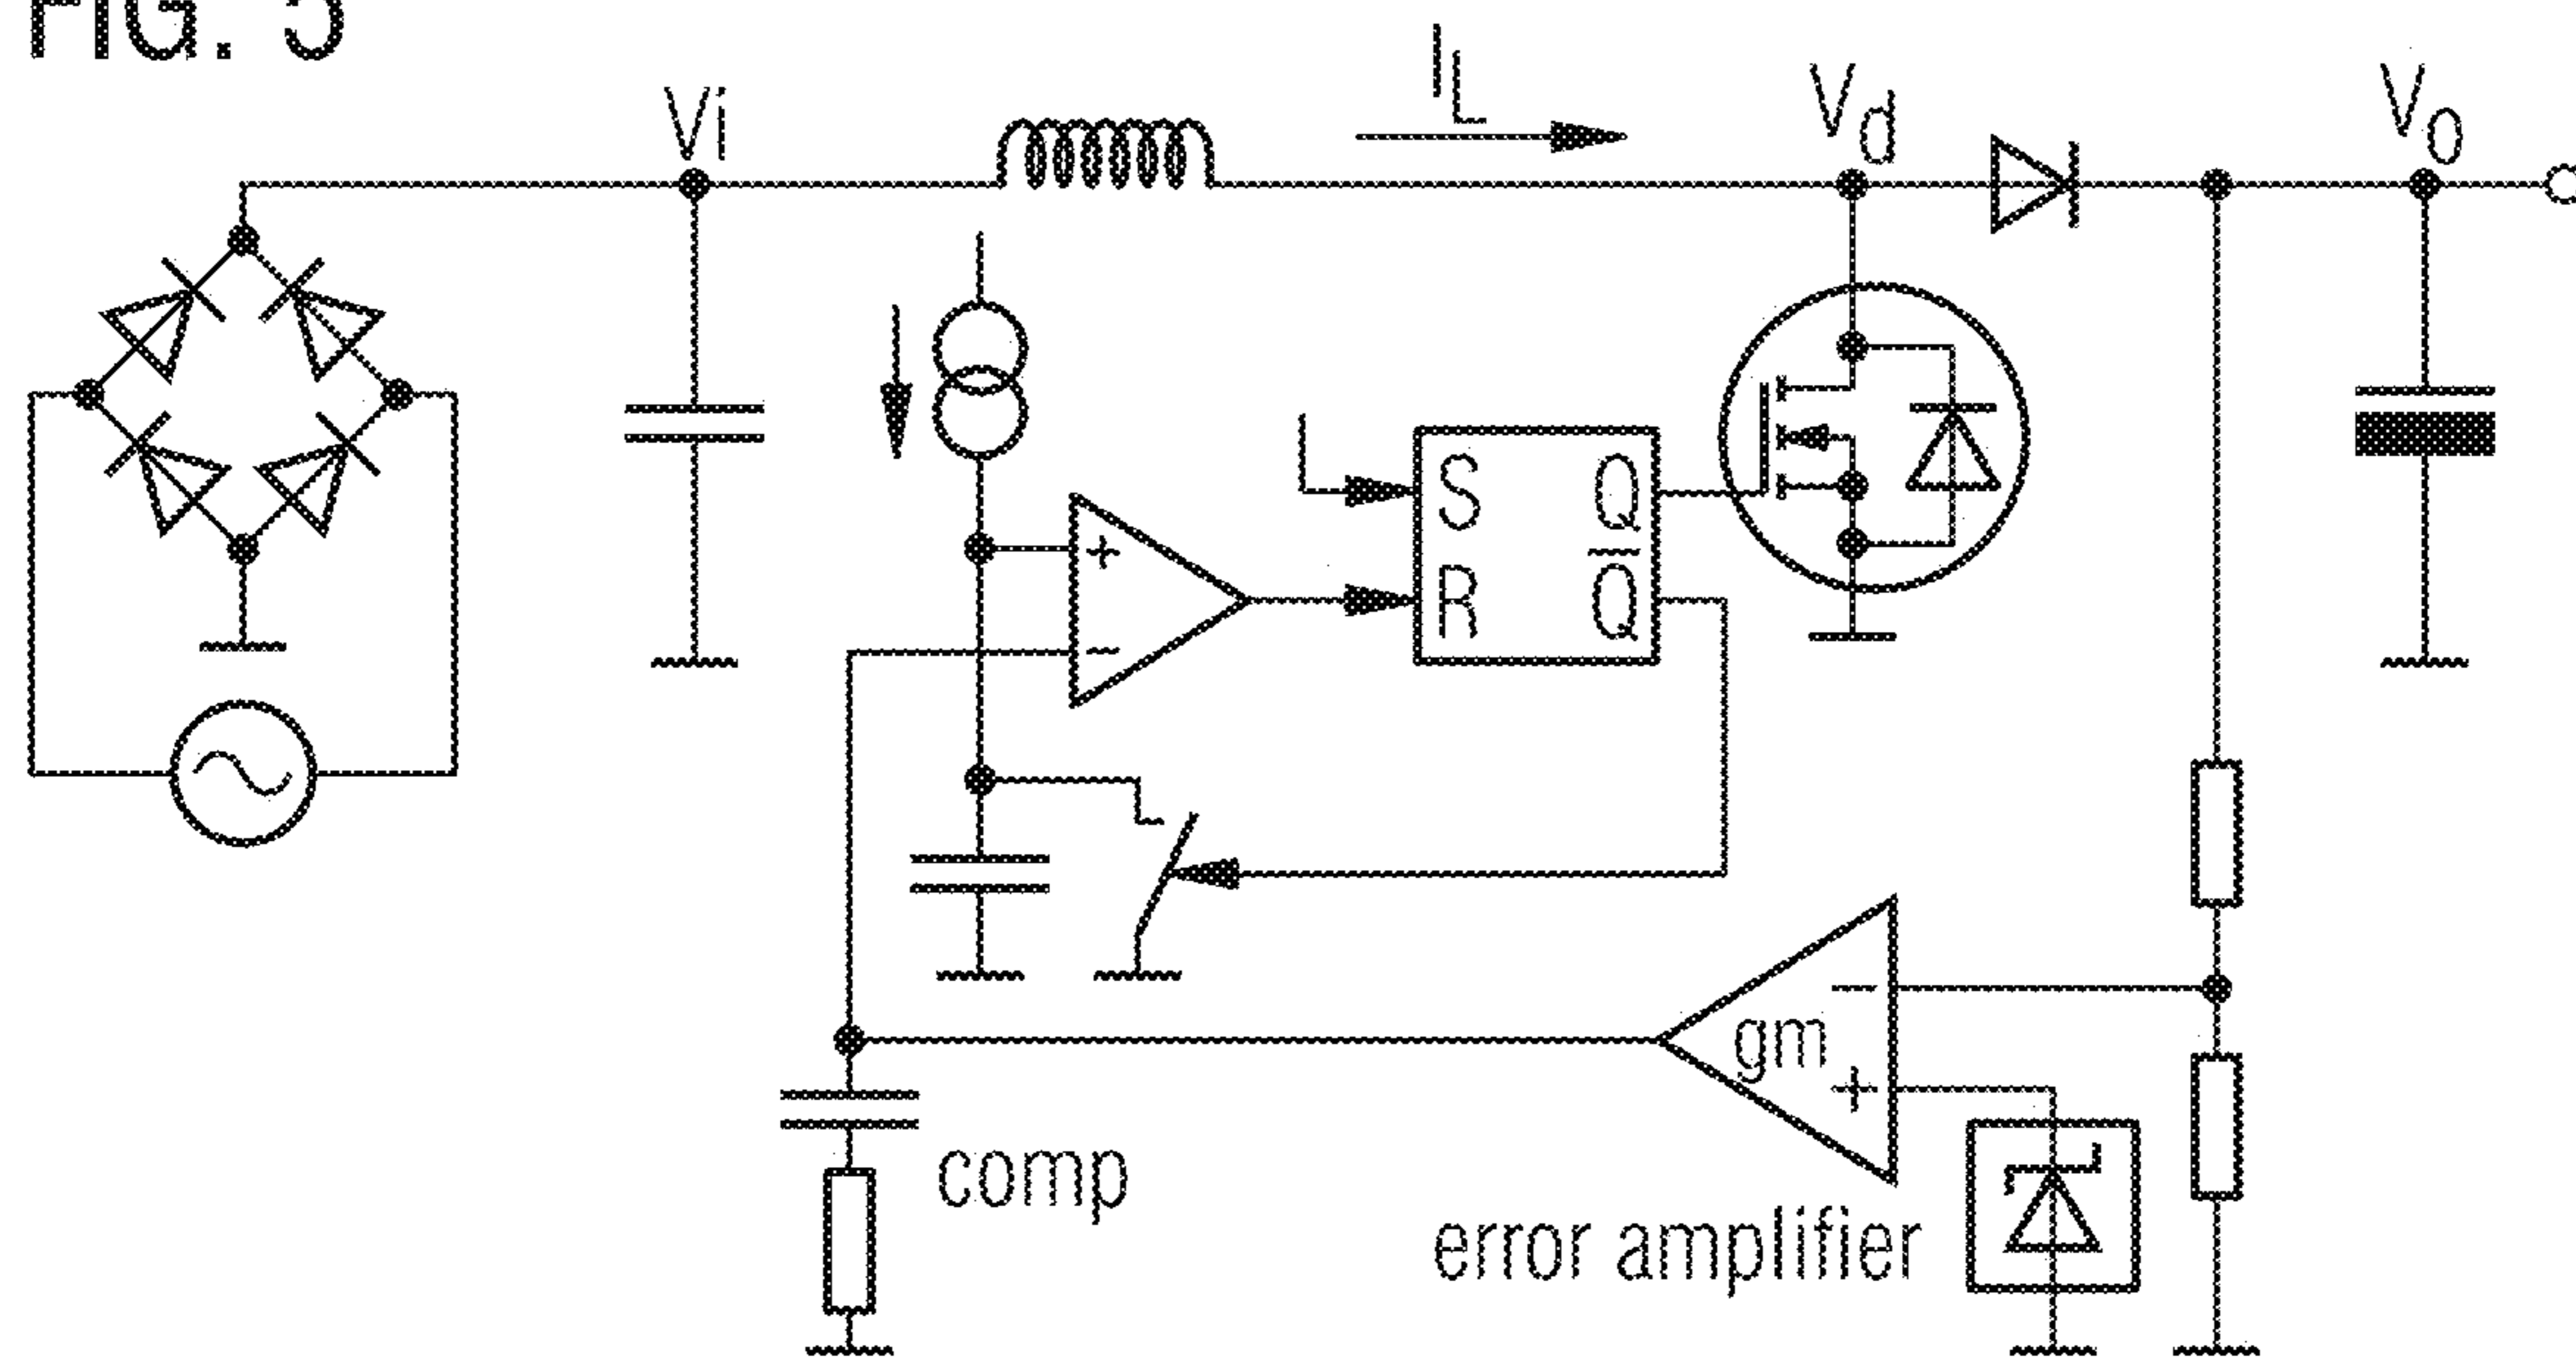 FIG. 5
Vi
IL
Vd
Vo
S Q
+
R Q̅
−
−
gm
+
comp
error amplifier